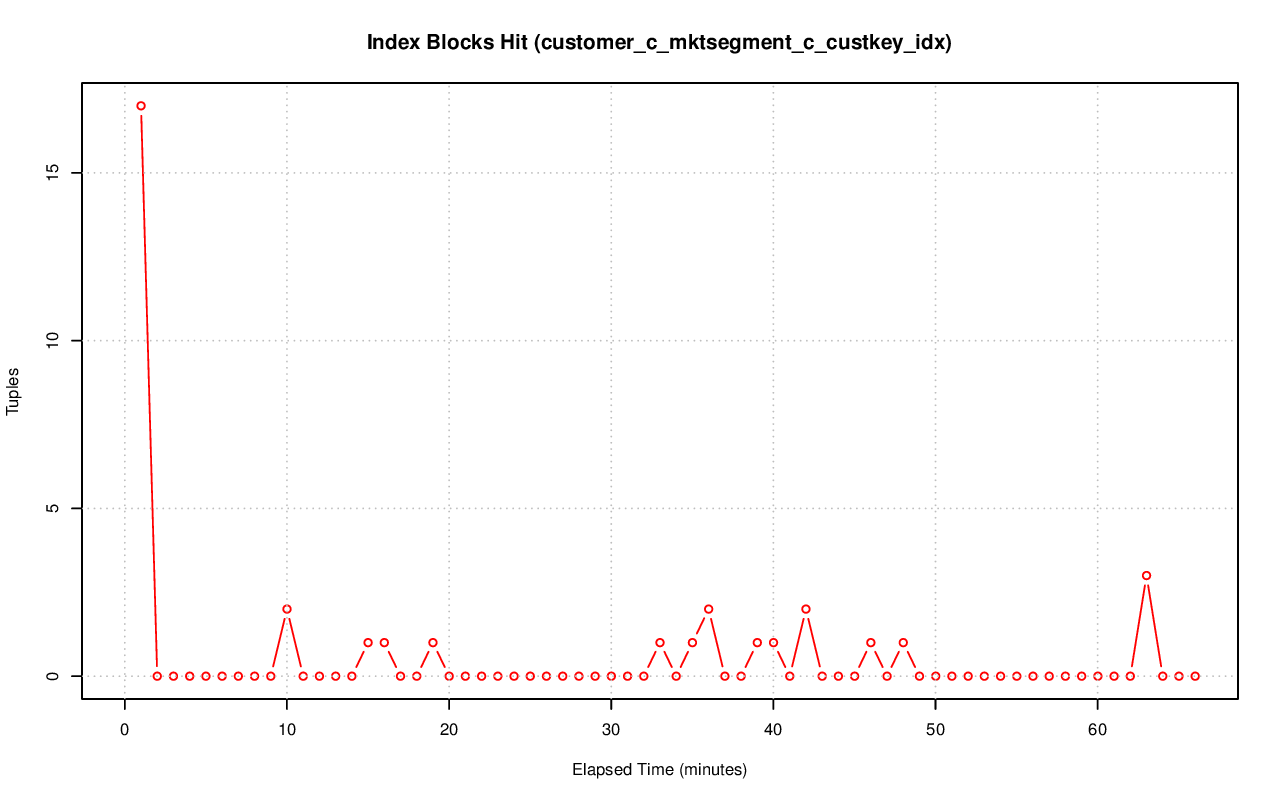 Index Blocks Hit (customer_c_mktsegment_c_custkey_idx)
Tuples
15
10
5
0
0 10 20 30 40 50 60
Elapsed Time (minutes)